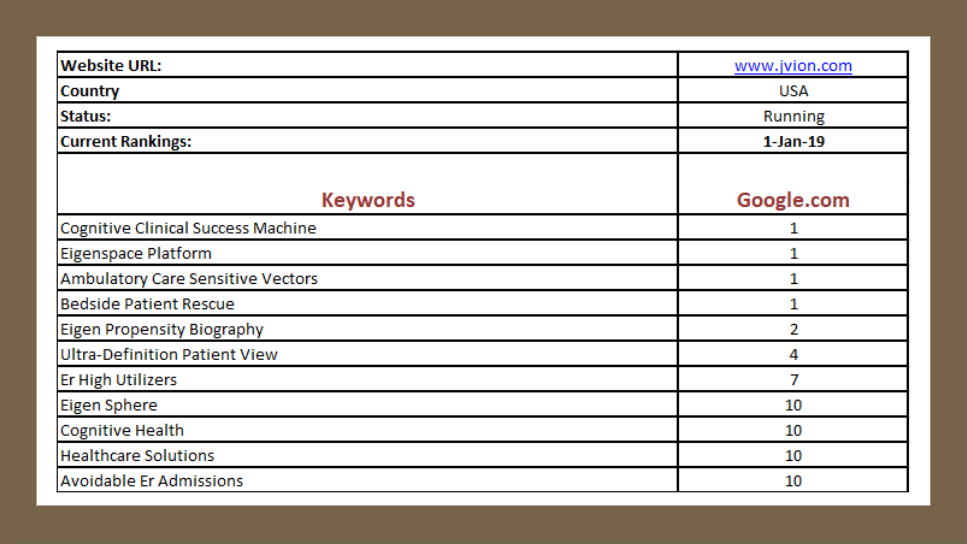 Website URL: www.jvion.com
Country USA
Status: Running
Current Rankings: 1-Jan-19
Keywords Google.com
Cognitive Clinical Success Machine 1
Eigenspace Platform 1
Ambulatory Care Sensitive Vectors 1
Bedside Patient Rescue 1
Eigen Propensity Biography 2
Ultra-Definition Patient View 4
Er High Utilizers 7
Eigen Sphere 10
Cognitive Health 10
Healthcare Solutions 10
Avoidable Er Admissions 10